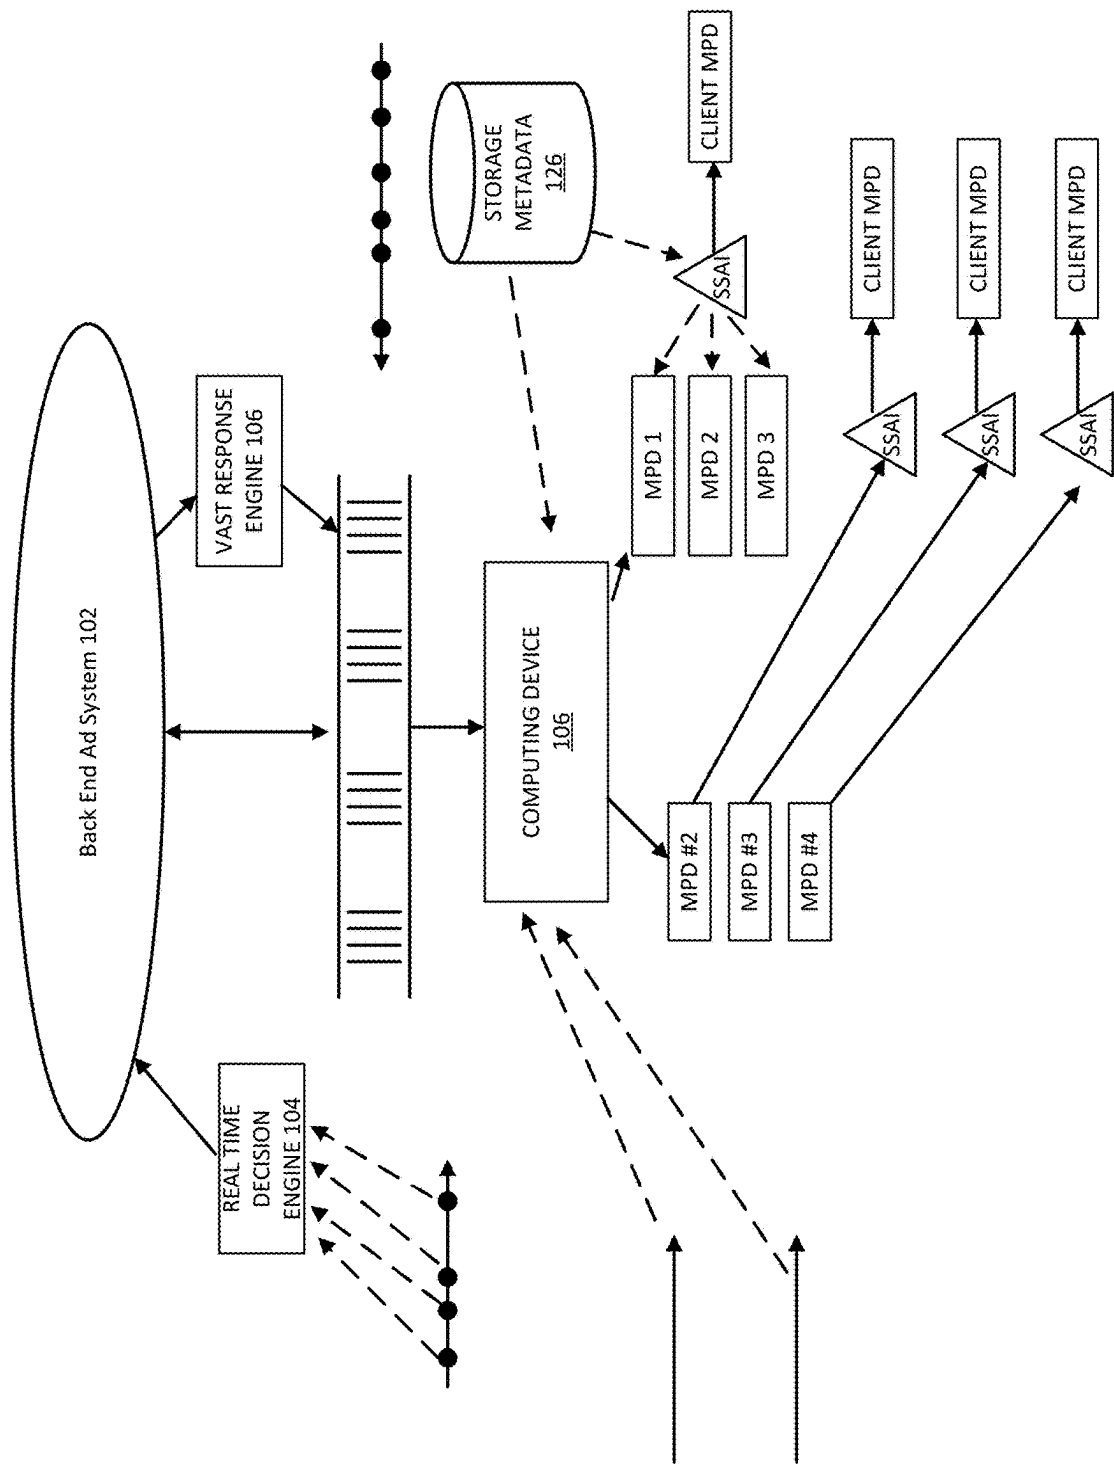 Back End Ad System 102
REAL TIME
DECISION
ENGINE 104
VAST RESPONSE
ENGINE 106
COMPUTING DEVICE
106
STORAGE
METADATA
126
MPD #2
MPD #3
MPD #4
MPD 1
MPD 2
MPD 3
SSAI
CLIENT MPD
SSAI
CLIENT MPD
SSAI
CLIENT MPD
SSAI
CLIENT MPD